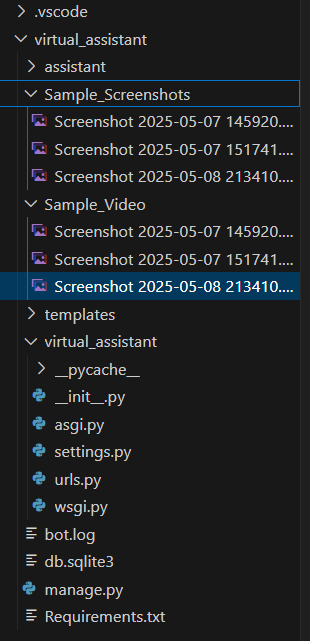 .vscode
virtual_assistant
assistant
Sample_Screenshots
Screenshot 2025-05-07 145920....
Screenshot 2025-05-07 151741....
Screenshot 2025-05-08 213410....
Sample_Video
Screenshot 2025-05-07 145920....
Screenshot 2025-05-07 151741....
Screenshot 2025-05-08 213410....
templates
virtual_assistant
__pycache__
__init__.py
asgi.py
settings.py
urls.py
wsgi.py
bot.log
db.sqlite3
manage.py
Requirements.txt